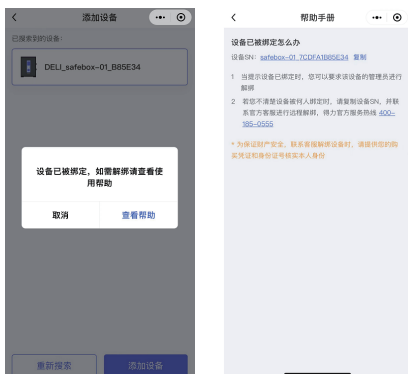 添加设备
已搜索到的设备:
DELI_safebox-01_B85E34
设备已被绑定，如需解绑请查看使
用帮助
取消
查看帮助
重新搜索
添加设备
帮助手册
设备已被绑定怎么办
设备SN: safebox-01_7CDFA1B85E34 复制
1 当提示设备已绑定时，您可以要求该设备的管理员进行
解绑
2 若您不清楚设备被何人绑定时，请复制设备SN，并联
系官方客服进行远程解绑，得力官方服务热线 400-
185-0555
* 为保证财产安全，联系客服解绑设备时，需提供您的购
买凭证和身份证号核实本人身份